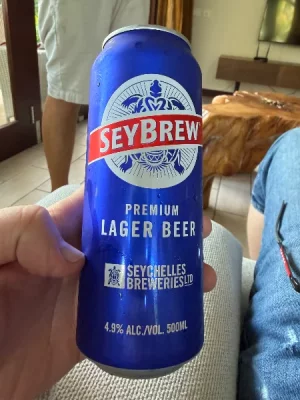 SEYBREW
PREMIUM
LAGER BEER
SEYCHELLES
BREWERIES LTD
4.9% ALC./VOL. 500ML